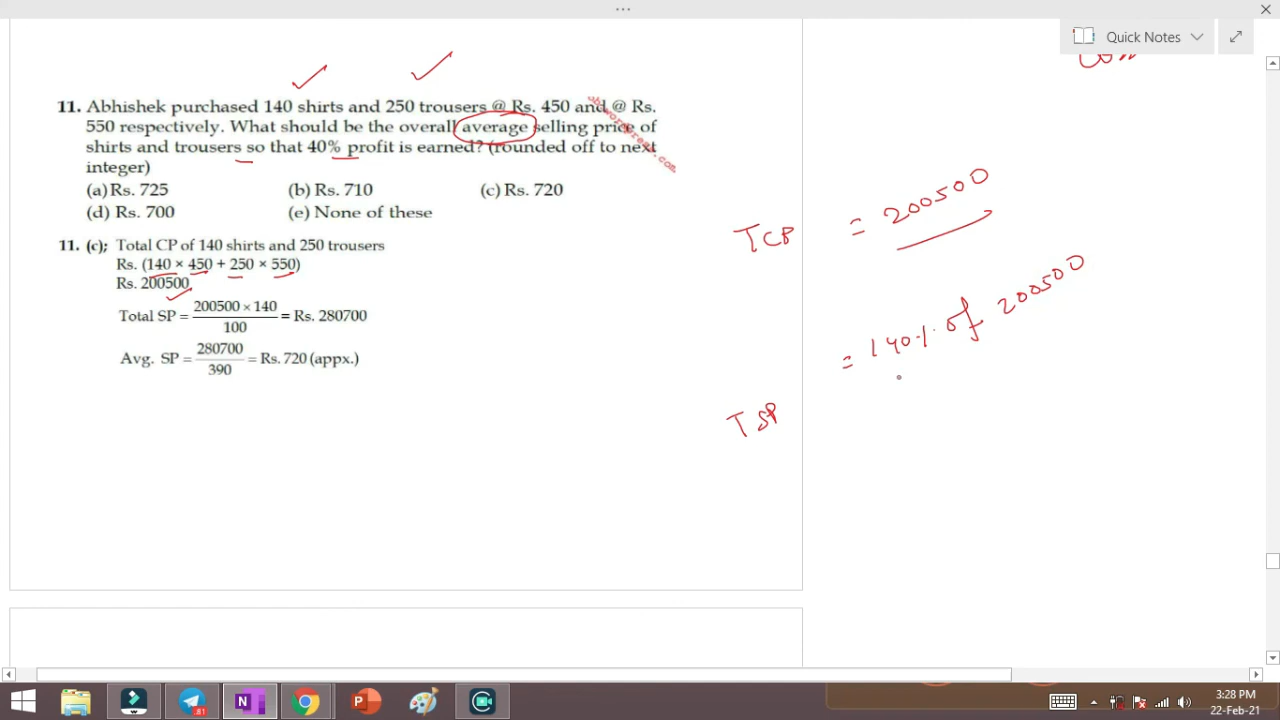 Quick Notes
11. Abhishek purchased 140 shirts and 250 trousers @ Rs. 450 and @ Rs.
550 respectively. What should be the overall average selling price of
shirts and trousers so that 40% profit is earned? (rounded off to next
integer)
(a) Rs. 725 (b) Rs. 710 (c) Rs. 720
(d) Rs. 700 (e) None of these
11. (c); Total CP of 140 shirts and 250 trousers
Rs. (140 × 450 + 250 × 550)
Rs. 200500
Total SP = 200500 × 140 / 100 = Rs. 280700
Avg. SP = 280700 / 390 = Rs. 720 (appx.)
TCP = 200500
= 140% of 200500
TSP
81
3:28 PM
22-Feb-21